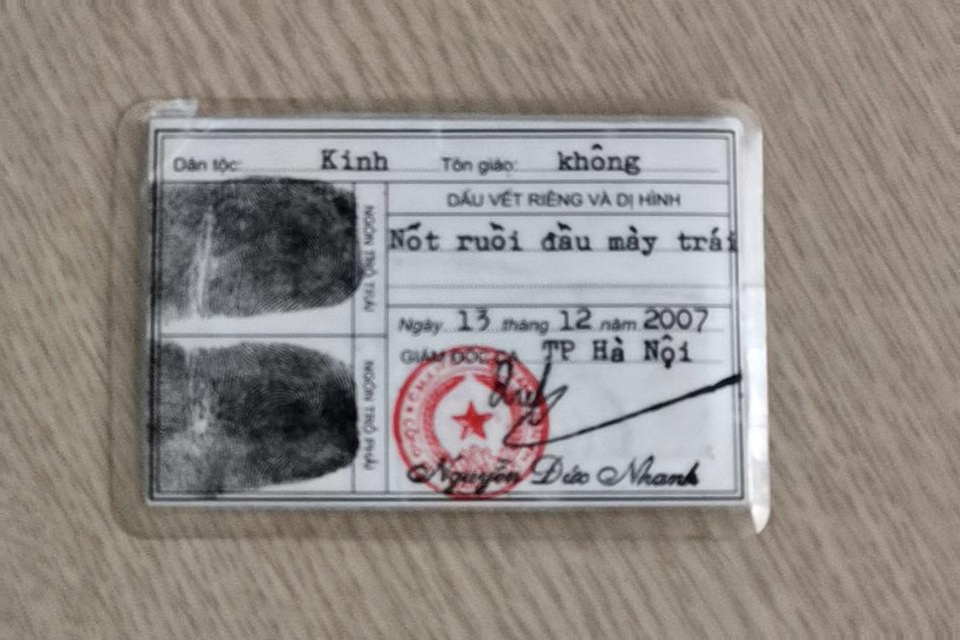 Dân tộc: Kinh Tôn giáo: không
DẤU VẾT RIÊNG VÀ DỊ HÌNH
Nốt ruồi đầu mày trái
Ngày 13 tháng 12 năm 2007
GIÁM ĐỐC CA TP Hà Nội
Nguyễn Đức Nhanh
NGÓN TRỎ TRÁI
NGÓN TRỎ PHẢI